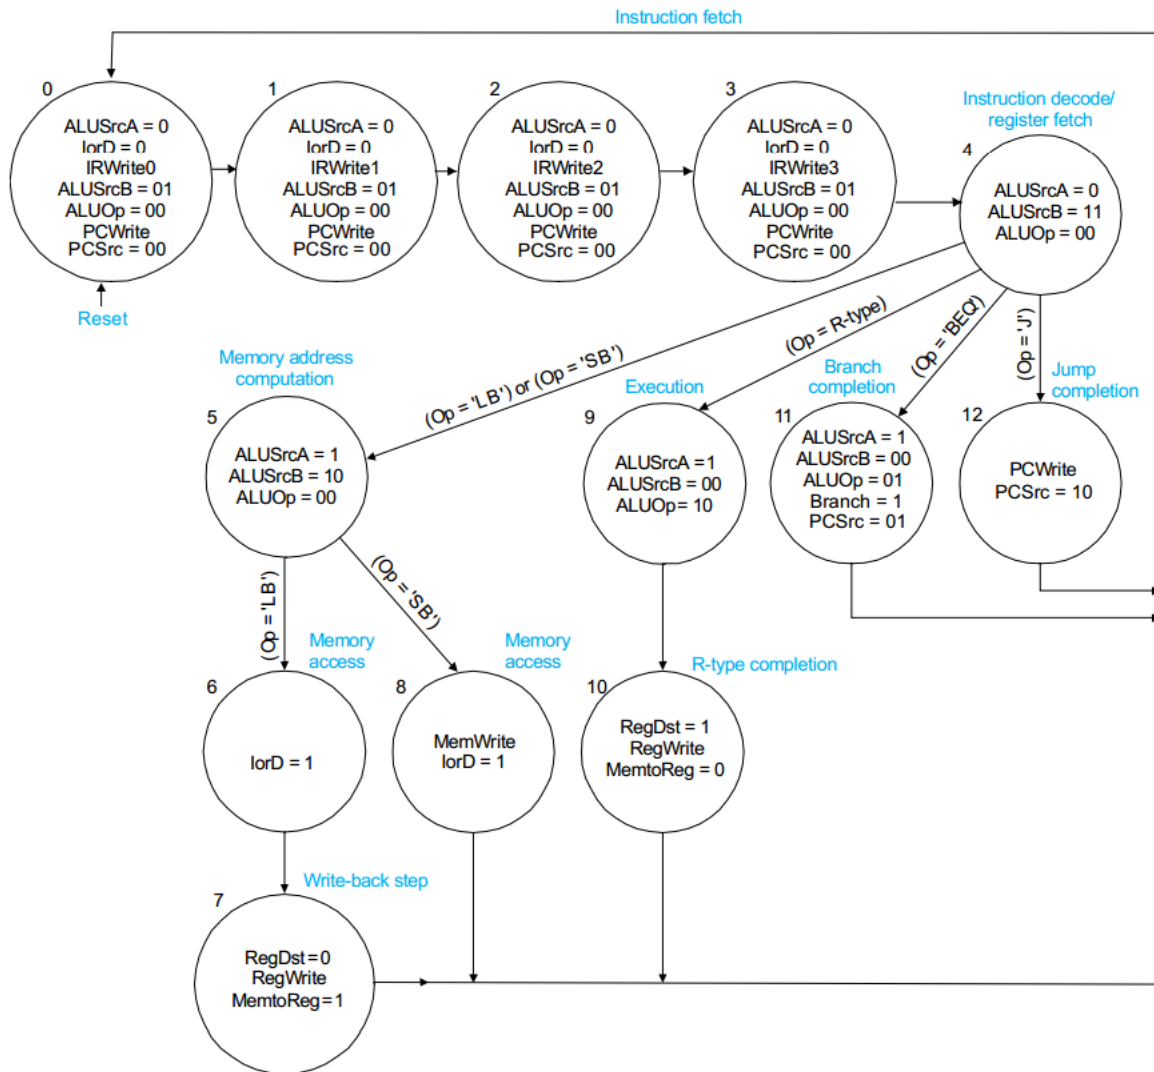 Instruction fetch
0
ALUSrcA = 0
IorD = 0
IRWrite0
ALUSrcB = 01
ALUOp = 00
PCWrite
PCSrc = 00
Reset
1
ALUSrcA = 0
IorD = 0
IRWrite1
ALUSrcB = 01
ALUOp = 00
PCWrite
PCSrc = 00
2
ALUSrcA = 0
IorD = 0
IRWrite2
ALUSrcB = 01
ALUOp = 00
PCWrite
PCSrc = 00
3
ALUSrcA = 0
IorD = 0
IRWrite3
ALUSrcB = 01
ALUOp = 00
PCWrite
PCSrc = 00
Instruction decode/
register fetch
4
ALUSrcA = 0
ALUSrcB = 11
ALUOp = 00
(Op = 'LB') or (Op = 'SB')
(Op = R-type)
(Op = 'BEQ')
(Op = 'J')
Memory address
computation
5
ALUSrcA = 1
ALUSrcB = 10
ALUOp = 00
Execution
9
ALUSrcA =1
ALUSrcB = 00
ALUOp= 10
Branch
completion
11
ALUSrcA = 1
ALUSrcB = 00
ALUOp = 01
Branch = 1
PCSrc = 01
Jump
completion
12
PCWrite
PCSrc = 10
(Op = 'LB')
(Op = 'SB')
Memory
access
6
IorD = 1
Memory
access
8
MemWrite
IorD = 1
R-type completion
10
RegDst = 1
RegWrite
MemtoReg = 0
Write-back step
7
RegDst=0
RegWrite
MemtoReg=1